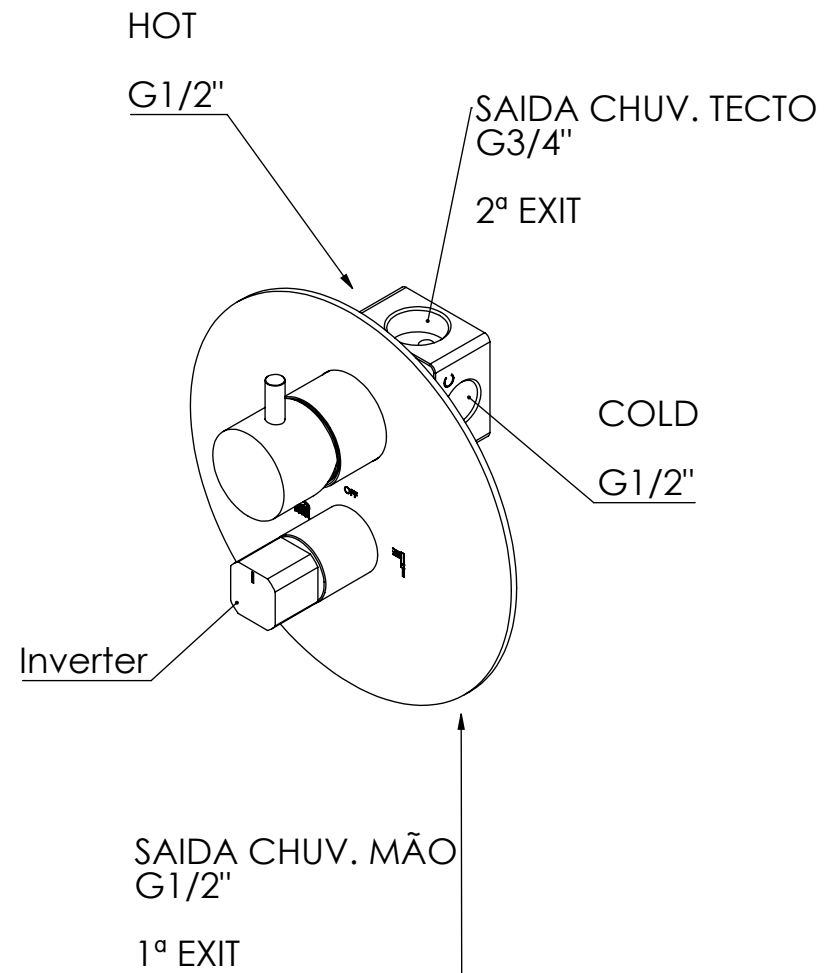 HOT
G1/2"
SAIDA CHUV. TECTO
G3/4"
2ª EXIT
COLD
G1/2"
OFF
Inverter
SAIDA CHUV. MÃO
G1/2"
1ª EXIT